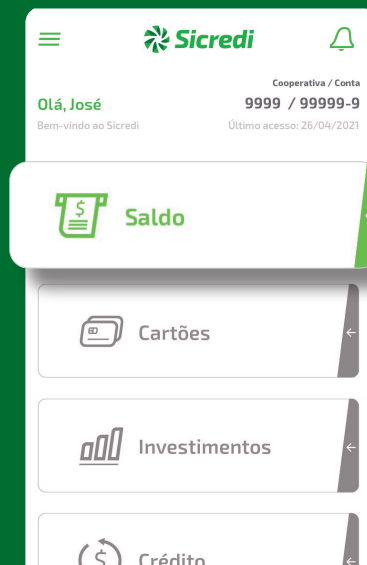 Sicredi
Cooperativa / Conta
Olá, José
9999 / 99999-9
Bem-vindo ao Sicredi
Último acesso: 26/04/2021
$
Saldo
Cartões
Investimentos
$
Crédito